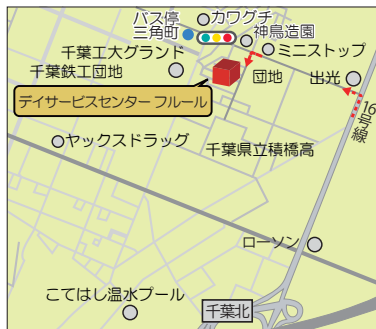 バス停
三角町
カワグチ
神鳥造園
ミニストップ
千葉工大グランド
千葉鉄工団地
団地
出光
デイサービスセンター フルール
16号線
ヤックスドラッグ
千葉県立積橋高
ローソン
こてはし温水プール
千葉北